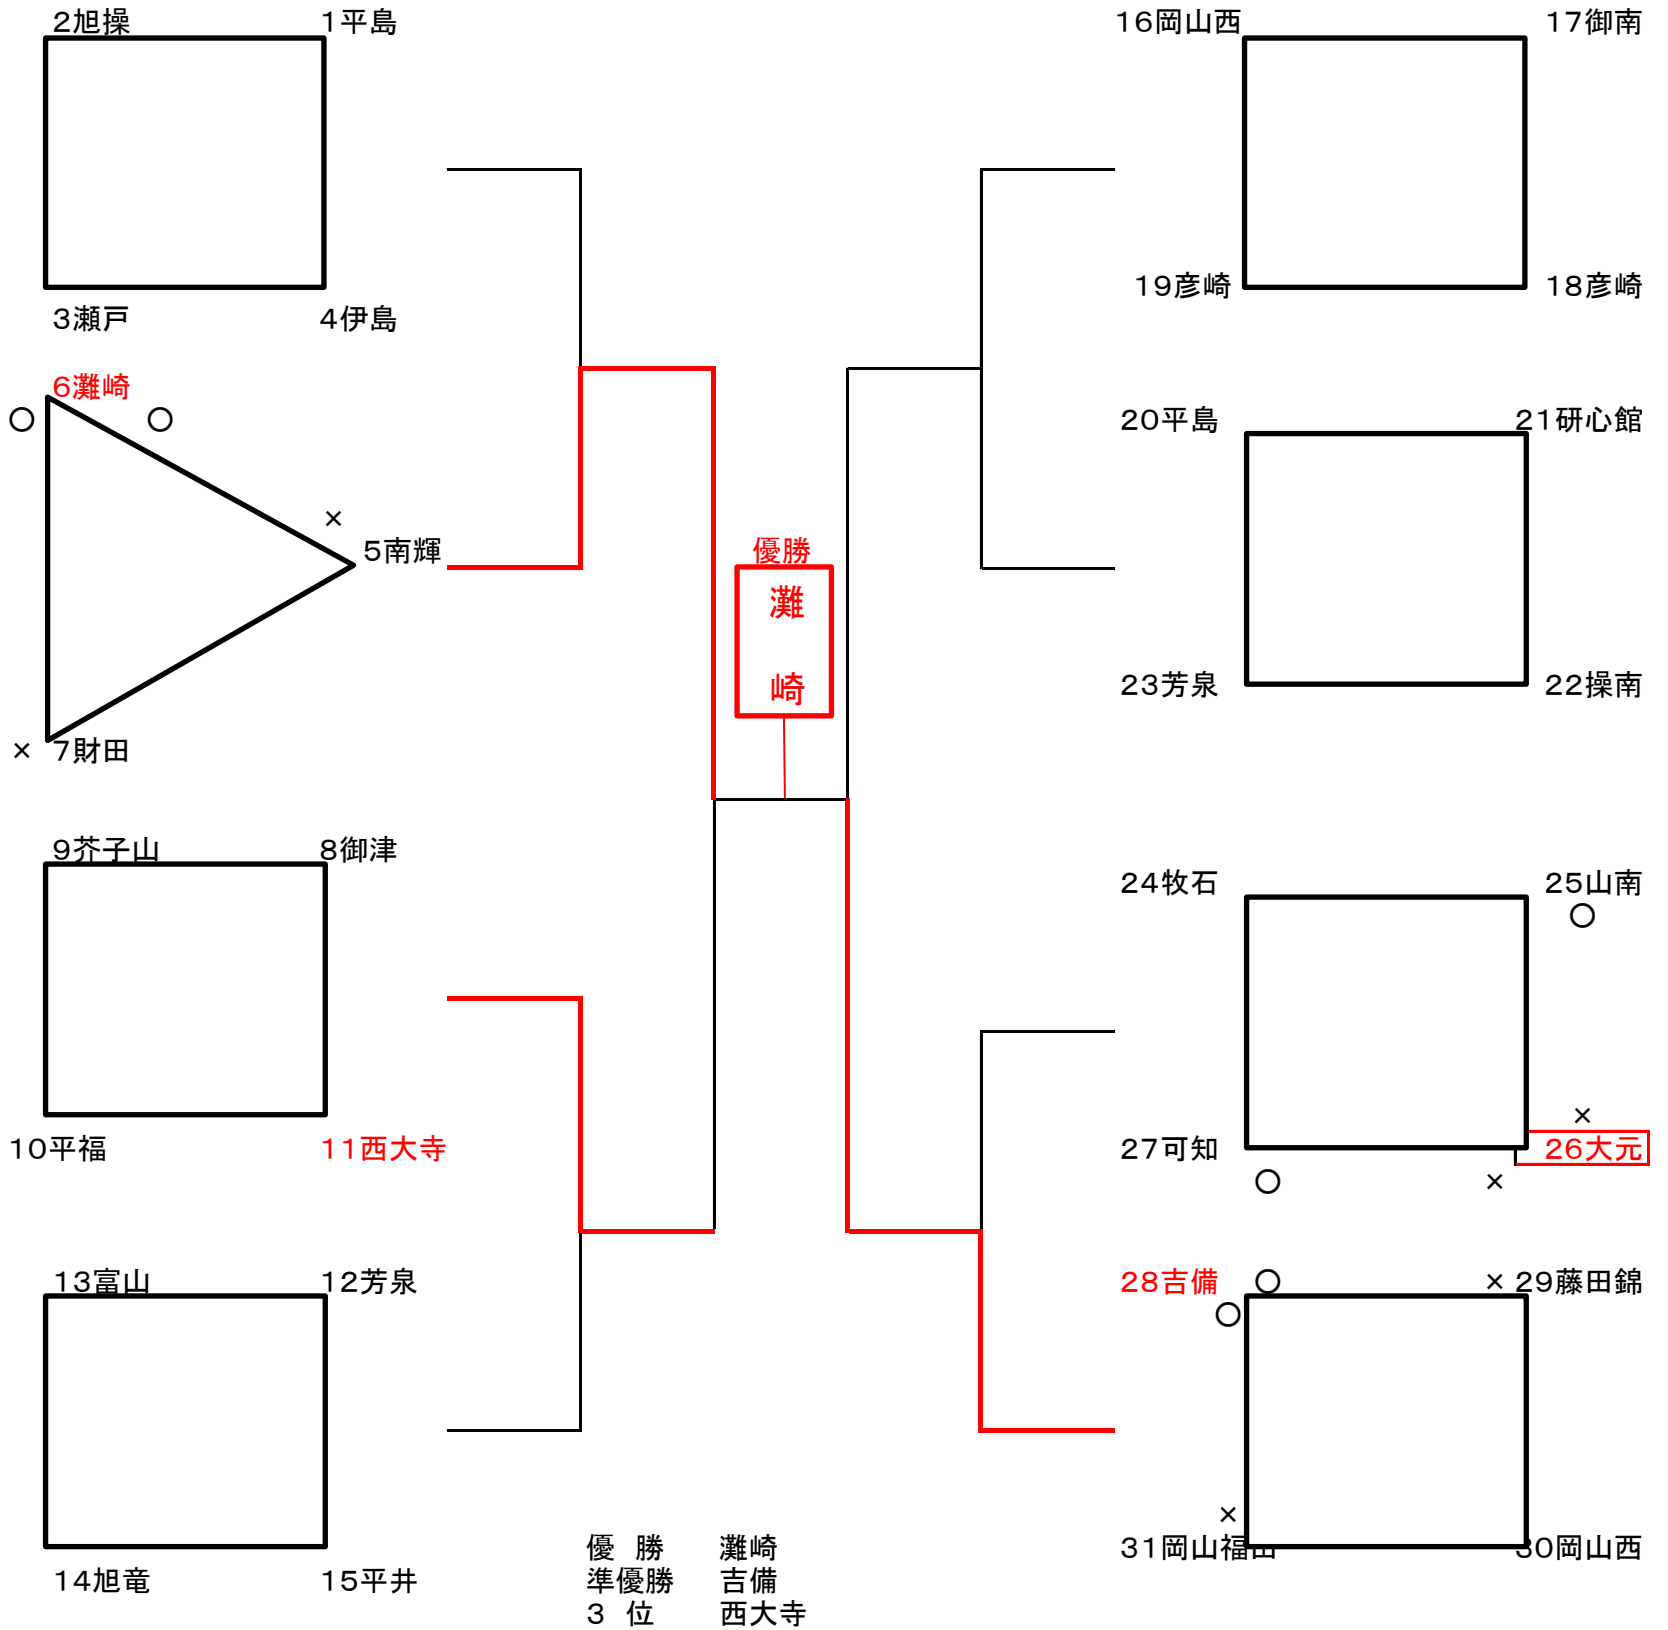 2旭操 1平島 16岡山西 17御南
19彦崎 18彦崎
3瀬戸 4伊島
6灘崎
○ ○ 20平島 21研心館
×
5南輝 優勝
灘
崎
23芳泉 22操南
× 7財田
9芥子山 8御津
24牧石 25山南
○
×
10平福 11西大寺 27可知 26大元
○ ×
13富山 12芳泉 28吉備 ○ × 29藤田錦
○
×
優 勝 灘崎 31岡山福田 30岡山西
14旭竜 15平井 準優勝 吉備
3 位 西大寺